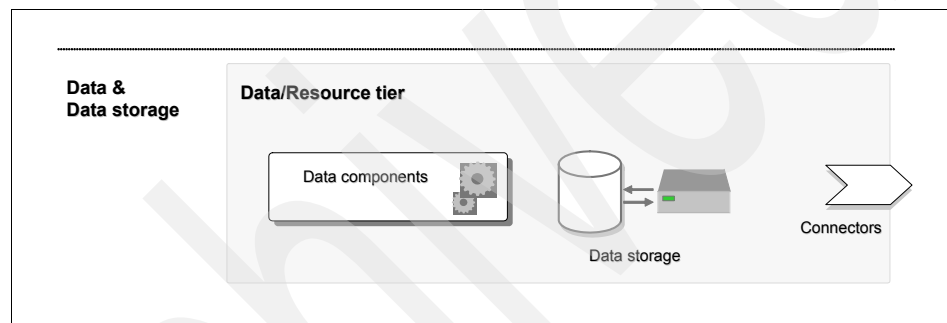 Data &
Data storage
Data/Resource tier
Data components
Data storage
Connectors